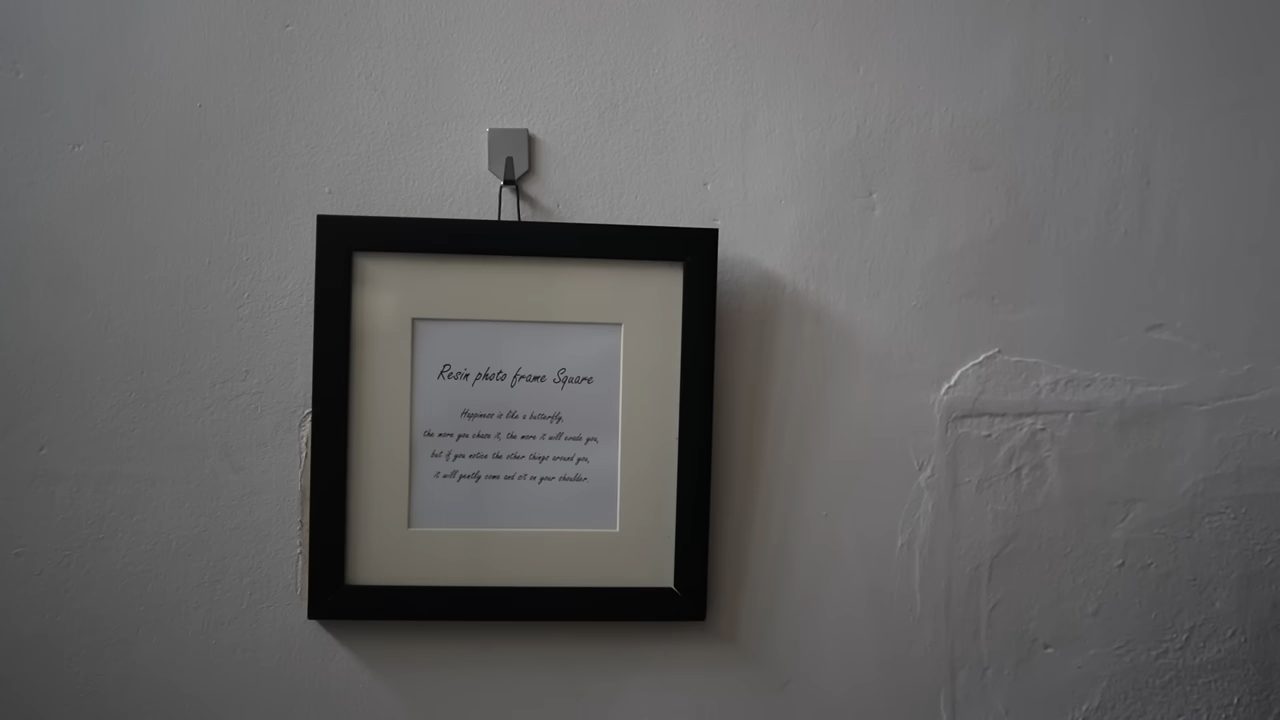 Resin photo frame Square
Happiness is like a butterfly,
the more you chase it, the more it will evade you,
but if you notice the other things around you,
it will gently come and sit on your shoulder.